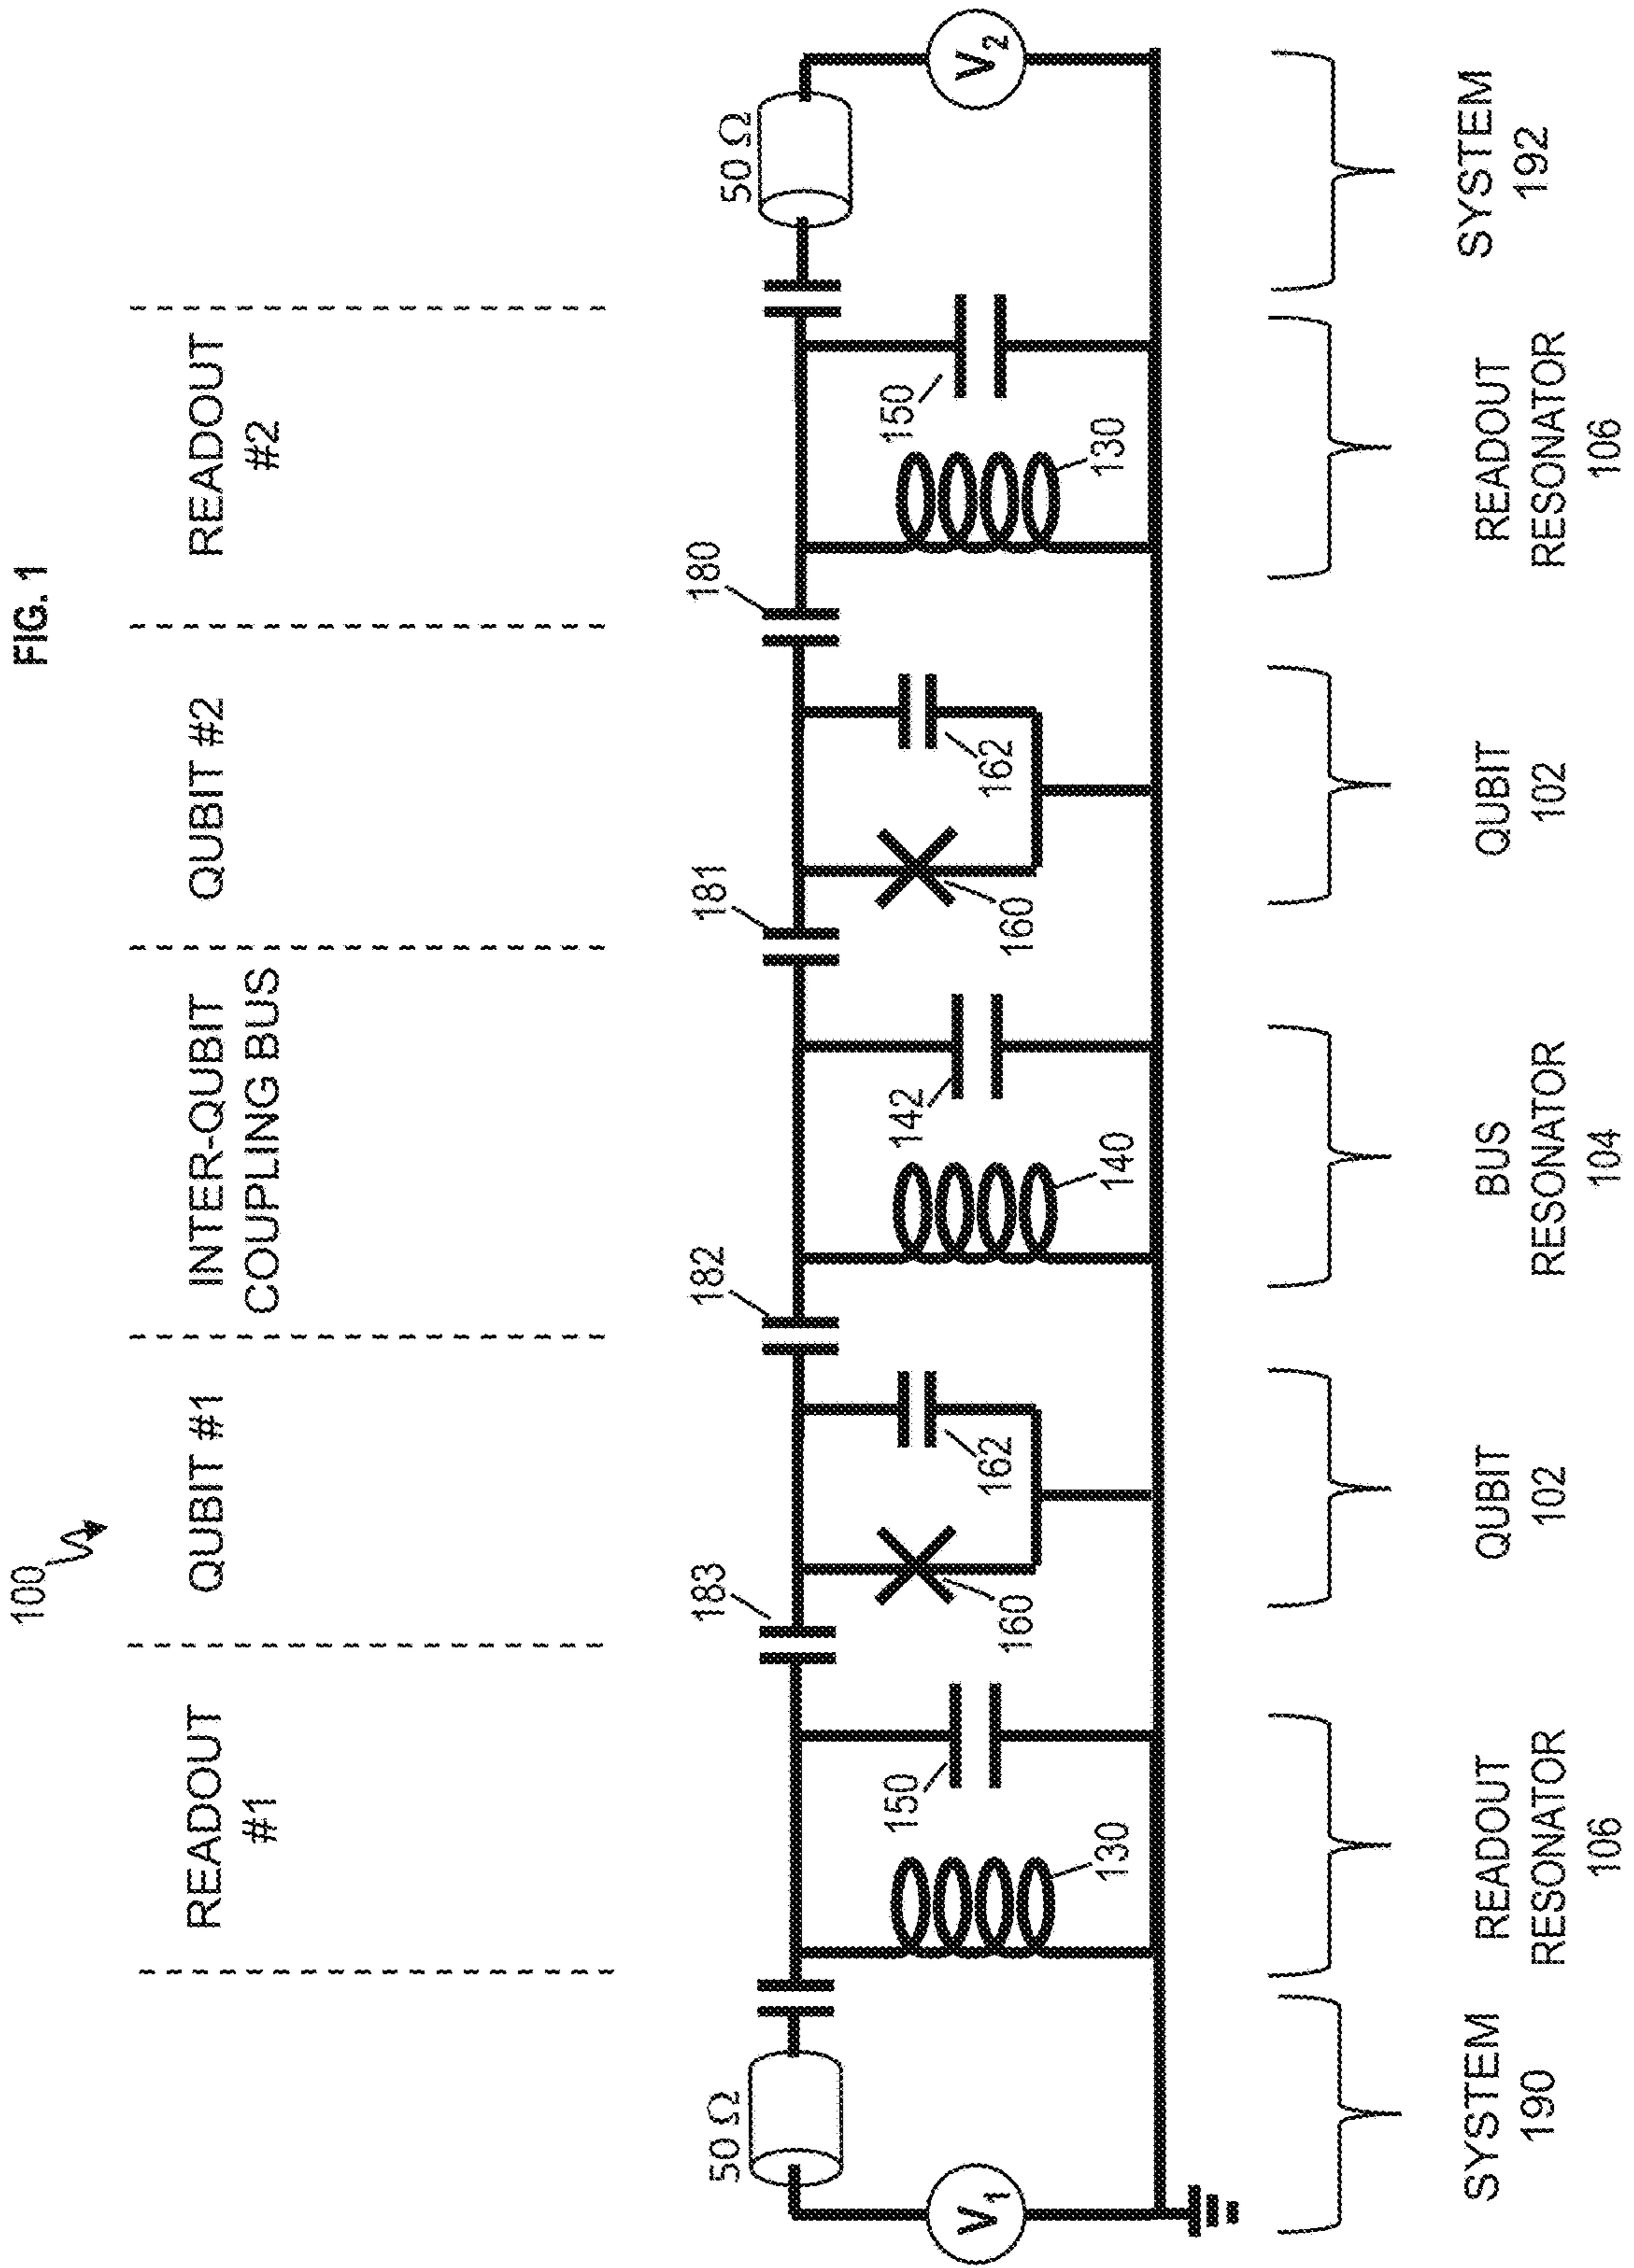 FIG. 1
100
READOUT
#1
QUBIT #1
INTER-QUBIT
COUPLING BUS
QUBIT #2
READOUT
#2
50 Ω
183
182
181
180
50 Ω
V1
150
130
160
162
142
140
160
162
150
130
V2
SYSTEM
190
READOUT
RESONATOR
106
QUBIT
102
BUS
RESONATOR
104
QUBIT
102
READOUT
RESONATOR
106
SYSTEM
192